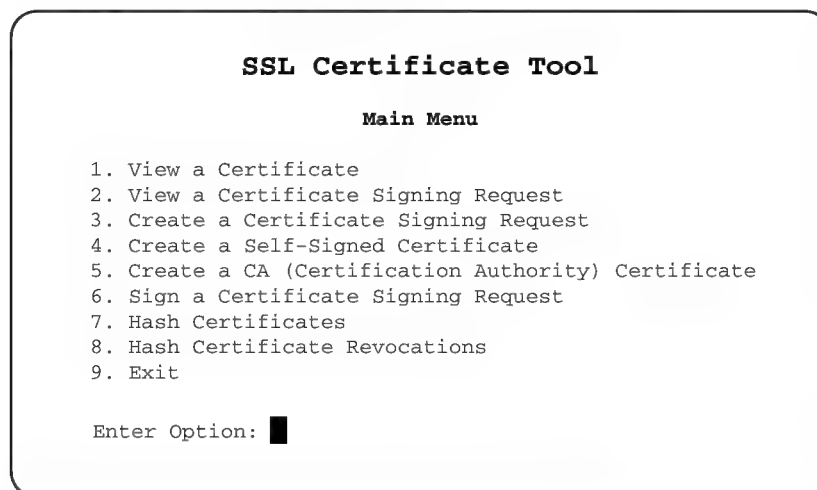 SSL Certificate Tool
Main Menu
1. View a Certificate
2. View a Certificate Signing Request
3. Create a Certificate Signing Request
4. Create a Self-Signed Certificate
5. Create a CA (Certification Authority) Certificate
6. Sign a Certificate Signing Request
7. Hash Certificates
8. Hash Certificate Revocations
9. Exit
Enter Option: